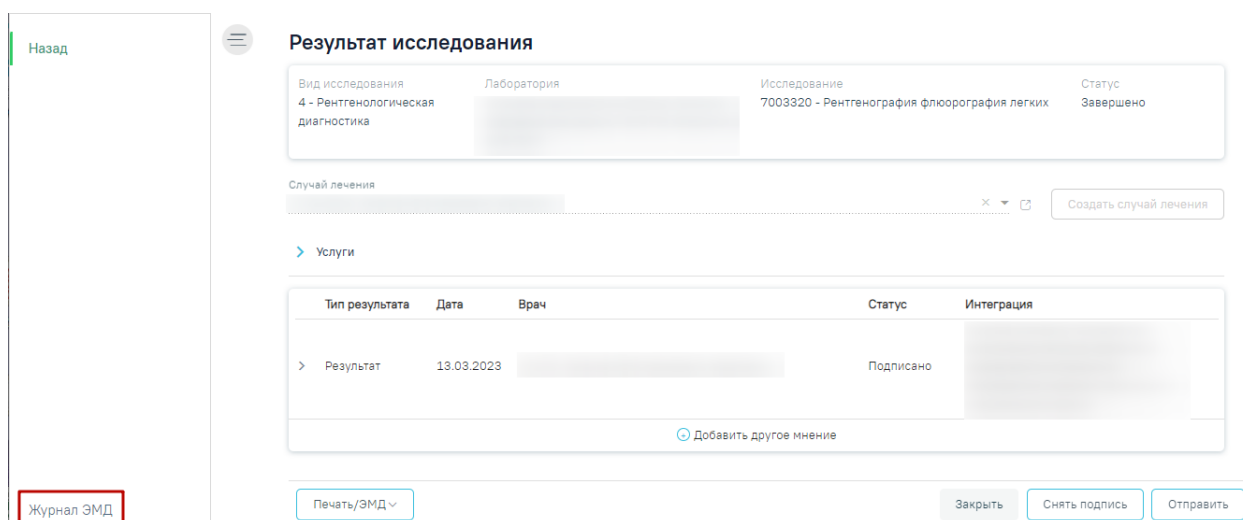 Назад
Результат исследования
Вид исследования Лаборатория Исследование Статус
4 - Рентгенологическая диагностика 7003320 - Рентгенография флюорография легких Завершено
Случай лечения
Создать случай лечения
Услуги
Тип результата Дата Врач Статус Интеграция
Результат 13.03.2023 Подписано
Добавить другое мнение
Журнал ЭМД
Печать/ЭМД Закрыть Снять подпись Отправить